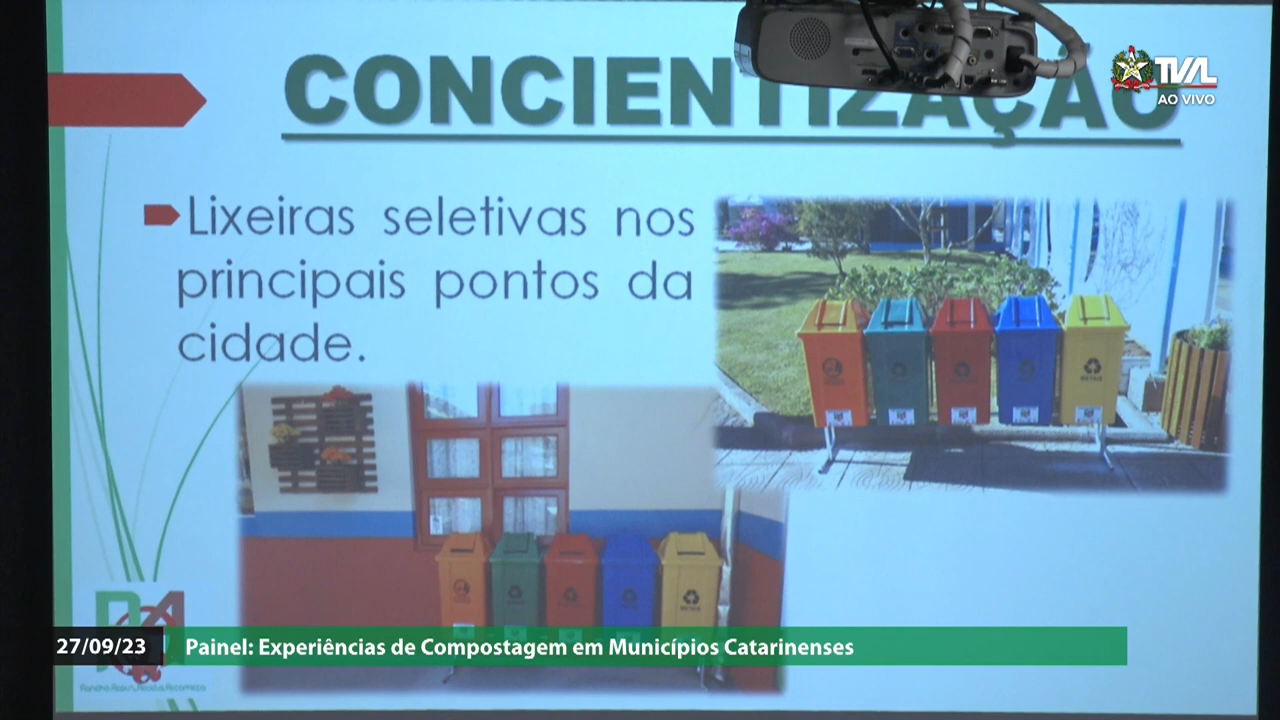 CONCIENTIZAÇÃO
TVAL
AO VIVO
Lixeiras seletivas nos
principais pontos da
cidade.
27/09/23
Painel: Experiências de Compostagem em Municípios Catarinenses